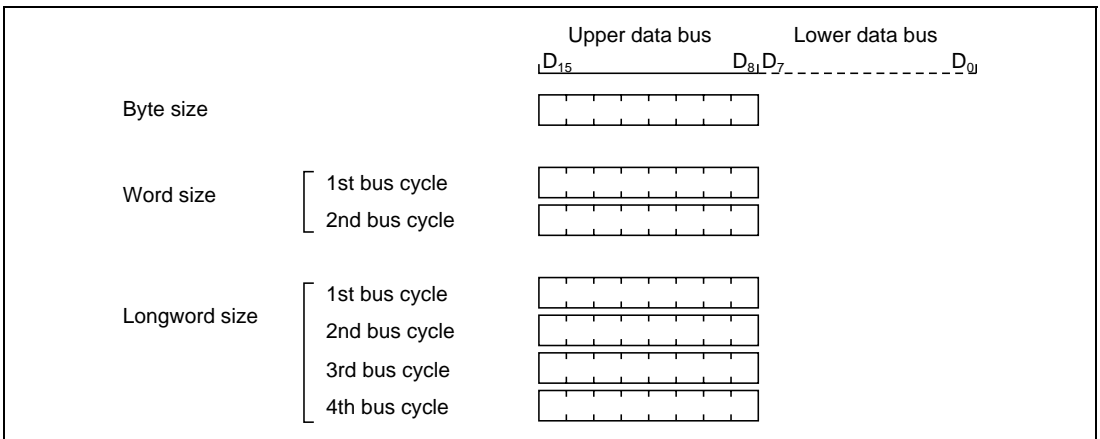 Upper data bus Lower data bus
D15 D8 D7 D0
Byte size
Word size
1st bus cycle
2nd bus cycle
Longword size
1st bus cycle
2nd bus cycle
3rd bus cycle
4th bus cycle